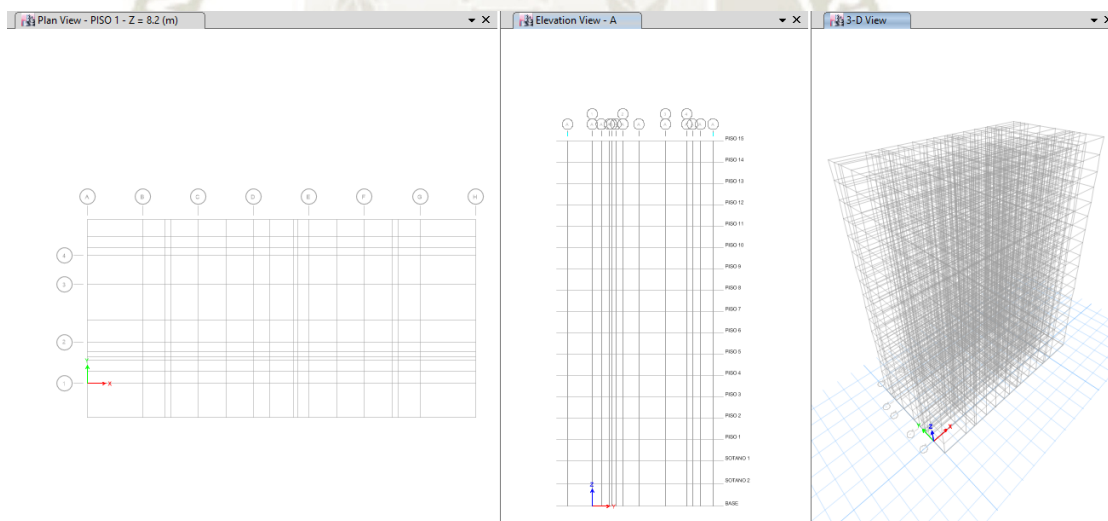 Plan View - PISO 1 - Z = 8.2 (m)
Elevation View - A
3-D View
A B C D E F G H
4
3
2
1
Y
X
PISO 15
PISO 14
PISO 13
PISO 12
PISO 11
PISO 10
PISO 9
PISO 8
PISO 7
PISO 6
PISO 5
PISO 4
PISO 3
PISO 2
PISO 1
SOTANO 1
SOTANO 2
BASE
Z
Y
Z
X